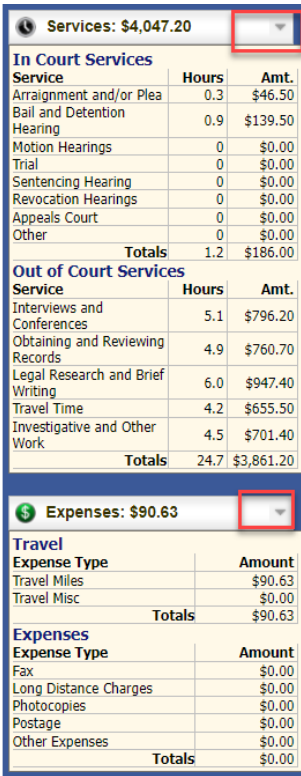 Services: $4,047.20
In Court Services
Service Hours Amt.
Arraignment and/or Plea 0.3 $46.50
Bail and Detention
Hearing 0.9 $139.50
Motion Hearings 0 $0.00
Trial 0 $0.00
Sentencing Hearing 0 $0.00
Revocation Hearings 0 $0.00
Appeals Court 0 $0.00
Other 0 $0.00
Totals 1.2 $186.00
Out of Court Services
Service Hours Amt.
Interviews and
Conferences 5.1 $796.20
Obtaining and Reviewing
Records 4.9 $760.70
Legal Research and Brief
Writing 6.0 $947.40
Travel Time 4.2 $655.50
Investigative and Other
Work 4.5 $701.40
Totals 24.7 $3,861.20
$ Expenses: $90.63
Travel
Expense Type Amount
Travel Miles $90.63
Travel Misc $0.00
Totals $90.63
Expenses
Expense Type Amount
Fax $0.00
Long Distance Charges $0.00
Photocopies $0.00
Postage $0.00
Other Expenses $0.00
Totals $0.00